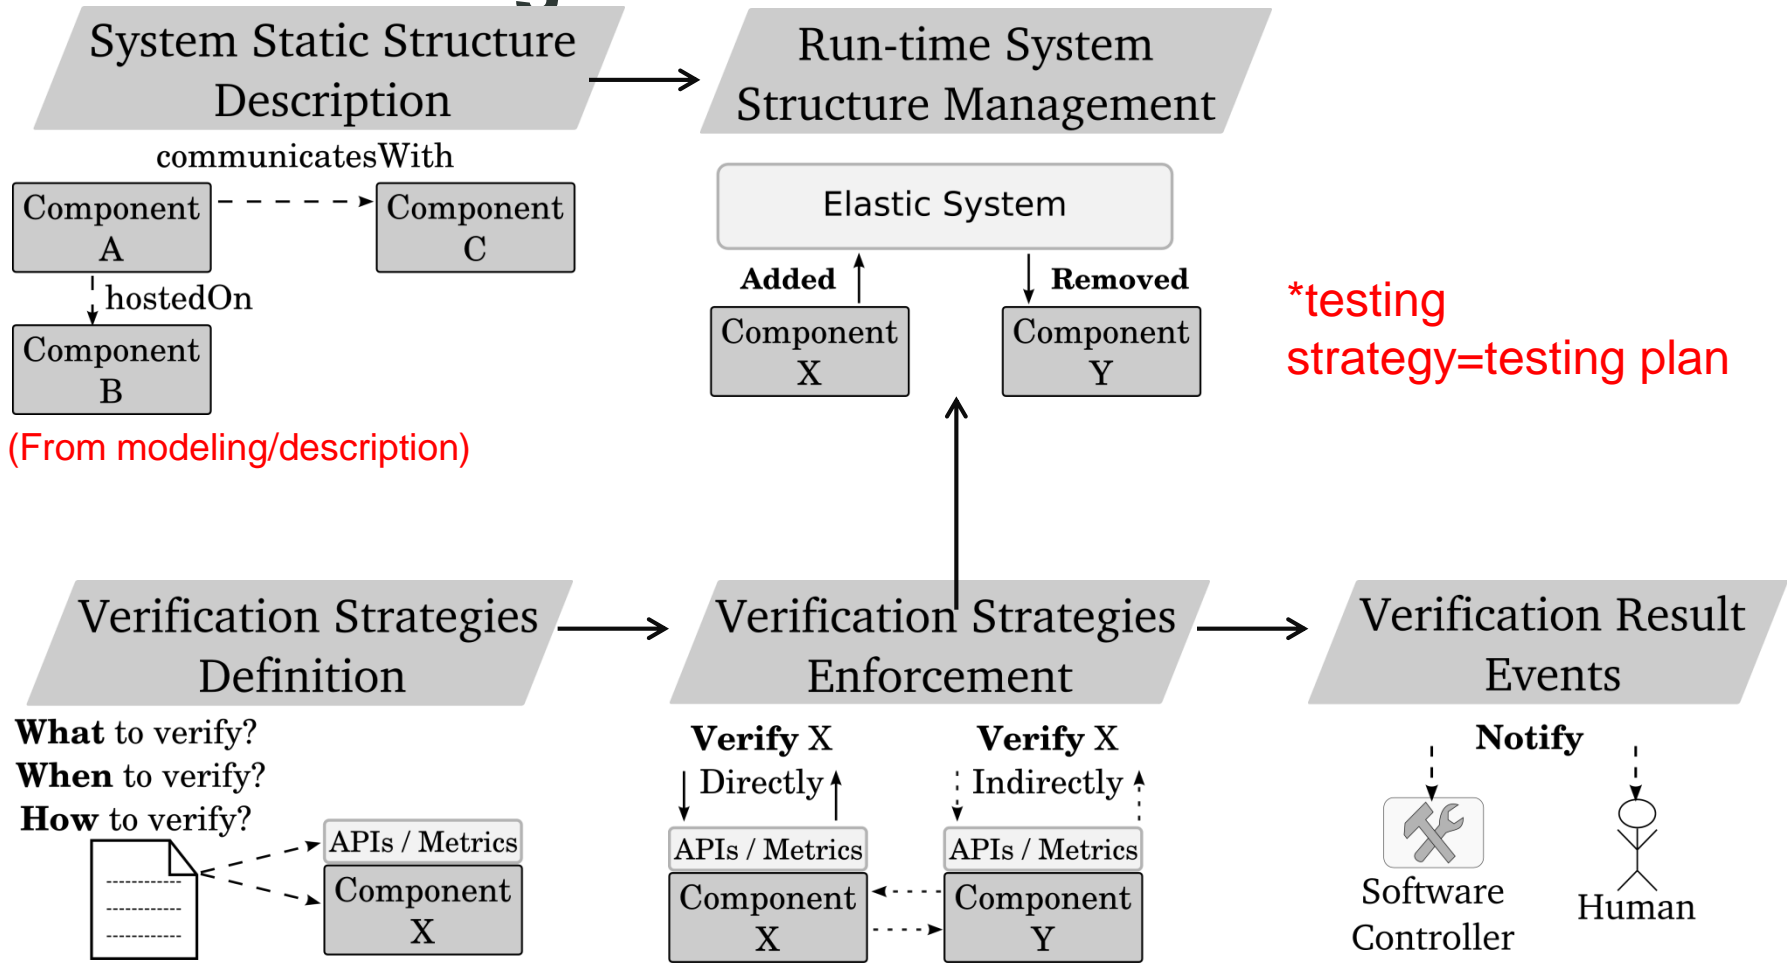 System Static Structure
Description
Run-time System
Structure Management
communicatesWith
Component
A
Component
C
hostedOn
Component
B
(From modeling/description)
Elastic System
Added
Removed
Component
X
Component
Y
*testing
strategy=testing plan
Verification Strategies
Definition
Verification Strategies
Enforcement
Verification Result
Events
What to verify?
When to verify?
How to verify?
APIs / Metrics
Component
X
Verify X
Directly
APIs / Metrics
Component
X
Verify X
Indirectly
APIs / Metrics
Component
Y
Notify
Software
Controller
Human